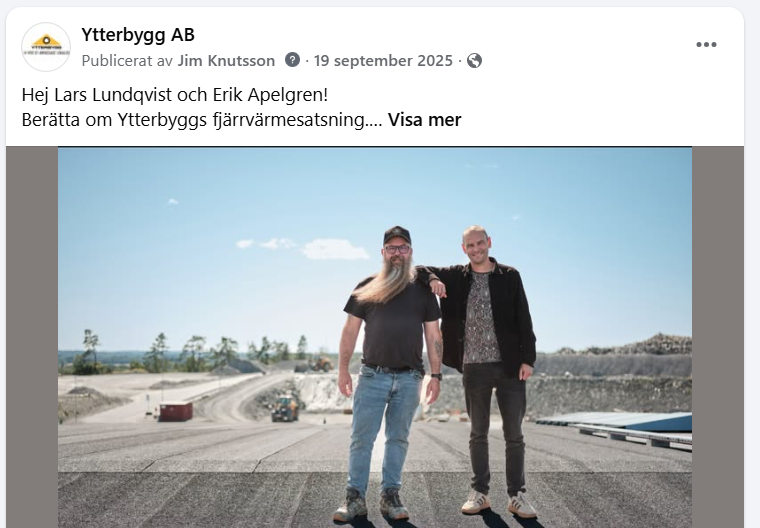 Ytterbygg AB
Publicerat av Jim Knutsson · 19 september 2025 ·
Hej Lars Lundqvist och Erik Apelgren!
Berätta om Ytterbyggs fjärrvärmesatsning.... Visa mer